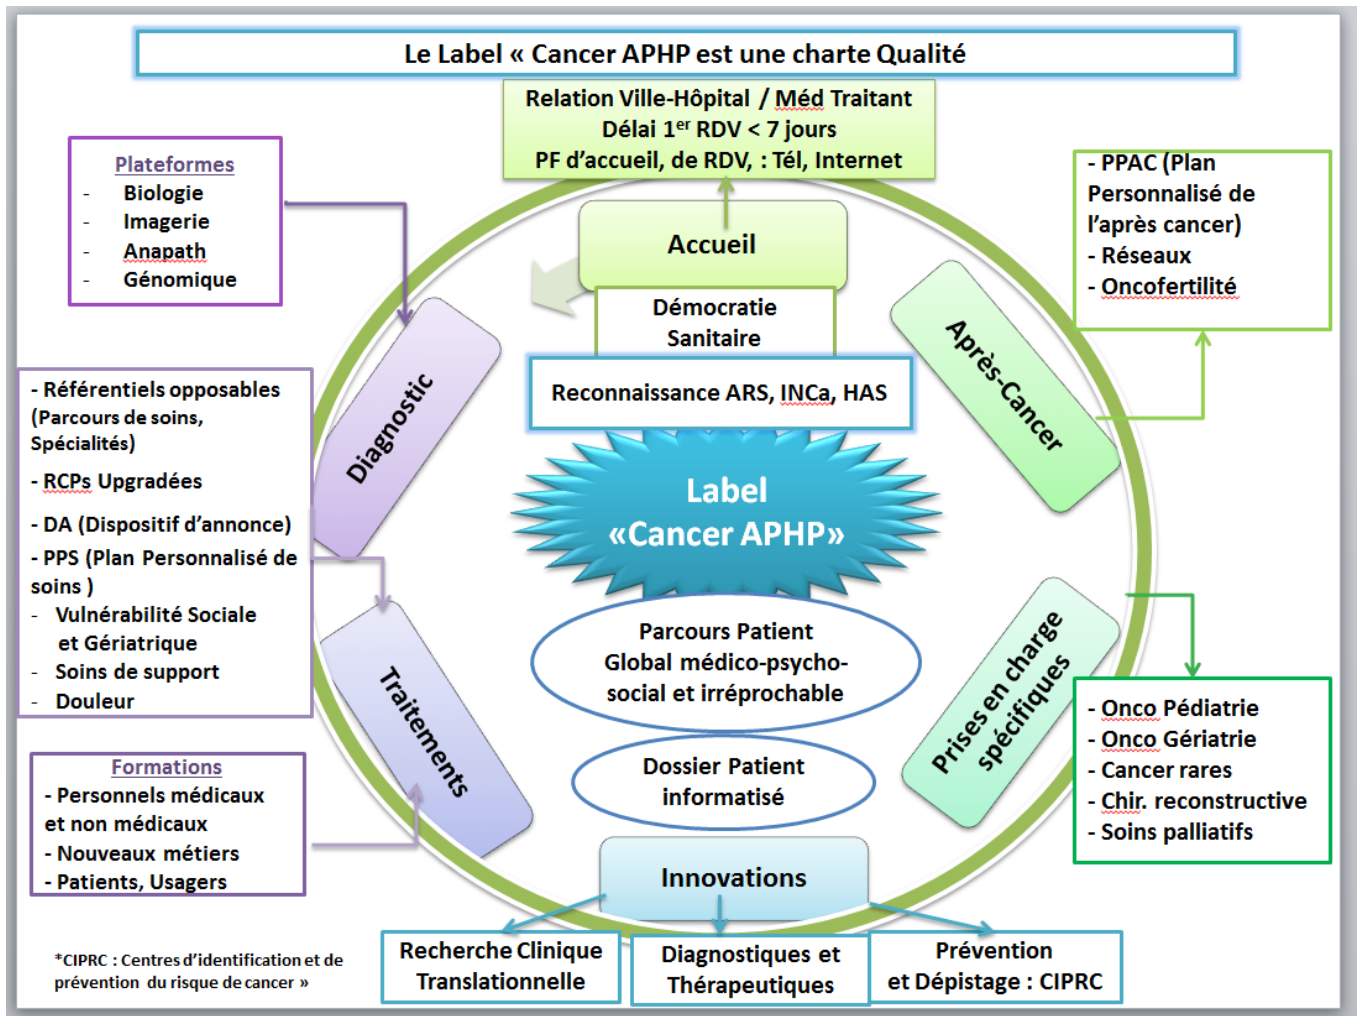 Le Label « Cancer APHP est une charte Qualité
Relation Ville-Hôpital / Méd Traitant
Délai 1er RDV < 7 jours
PF d'accueil, de RDV, : Tél, Internet
Plateformes
- Biologie
- Imagerie
- Anapath
- Génomique
- PPAC (Plan
Personnalisé de
l'après cancer)
- Réseaux
- Oncofertilité
Accueil
Démocratie
Sanitaire
Reconnaissance ARS, INCa, HAS
Diagnostic
Après-Cancer
- Référentiels opposables
(Parcours de soins,
Spécialités)
- RCPs Upgradées
- DA (Dispositif d'annonce)
- PPS (Plan Personnalisé de
soins )
- Vulnérabilité Sociale
et Gériatrique
- Soins de support
- Douleur
Label
«Cancer APHP»
Parcours Patient
Global médico-psycho-
social et irréprochable
Dossier Patient
informatisé
Traitements
Prises en charge
spécifiques
- Onco Pédiatrie
- Onco Gériatrie
- Cancer rares
- Chir. reconstructive
- Soins palliatifs
Formations
- Personnels médicaux
et non médicaux
- Nouveaux métiers
- Patients, Usagers
Innovations
Recherche Clinique
Translationnelle
Diagnostiques et
Thérapeutiques
Prévention
et Dépistage : CIPRC
*CIPRC : Centres d'identification et de
prévention du risque de cancer »